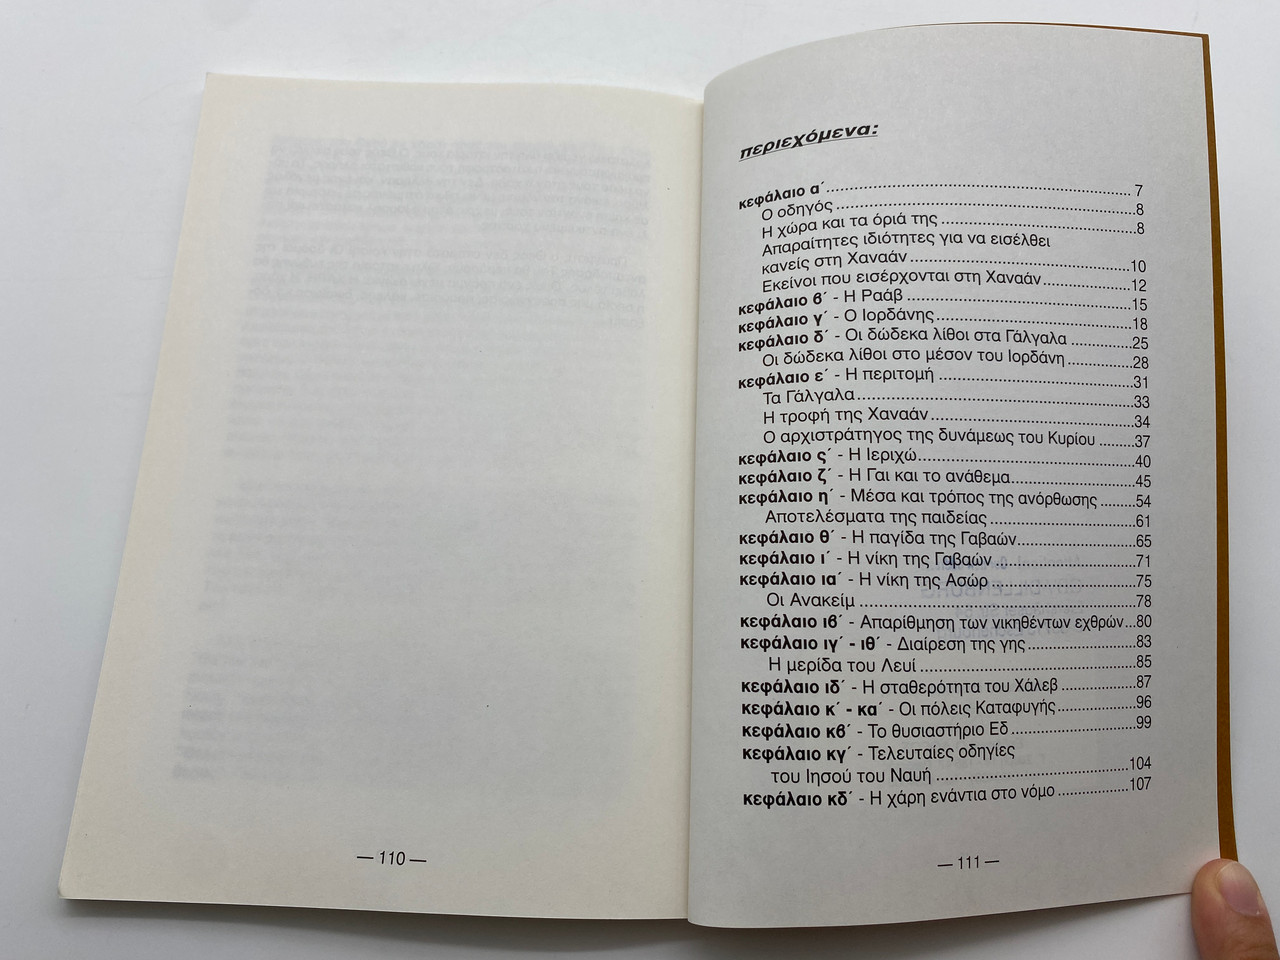 — 110 —
περιεχόμενα:
κεφάλαιο α΄ ........ 7
Ο οδηγός ........ 8
Η χώρα και τα όριά της ........ 8
Απαραίτητες ιδιότητες για να εισέλθει
κανείς στη Χαναάν ........ 10
Εκείνοι που εισέρχονται στη Χαναάν ........ 12
κεφάλαιο β΄ - Η Ραάβ ........ 15
κεφάλαιο γ΄ - Ο Ιορδάνης ........ 18
κεφάλαιο δ΄ - Οι δώδεκα λίθοι στα Γάλγαλα ........ 25
Οι δώδεκα λίθοι στο μέσον του Ιορδάνη ........ 28
κεφάλαιο ε΄ - Η περιτομή ........ 31
Τα Γάλγαλα ........ 33
Η τροφή της Χαναάν ........ 34
Ο αρχιστράτηγος της δυνάμεως του Κυρίου ........ 37
κεφάλαιο ς΄ - Η Ιεριχώ ........ 40
κεφάλαιο ζ΄ - Η Γαι και το ανάθεμα ........ 45
κεφάλαιο η΄ - Μέσα και τρόπος της ανόρθωσης ........ 54
Αποτελέσματα της παιδείας ........ 61
κεφάλαιο θ΄ - Η παγίδα της Γαβαών ........ 65
κεφάλαιο ι΄ - Η νίκη της Γαβαών ........ 71
κεφάλαιο ια΄ - Η νίκη της Ασώρ ........ 75
Οι Ανακείμ ........ 78
κεφάλαιο ιβ΄ - Απαρίθμηση των νικηθέντων εχθρών ... 80
κεφάλαιο ιγ΄ - ιθ΄ - Διαίρεση της γης ........ 83
Η μερίδα του Λευί ........ 85
κεφάλαιο ιδ΄ - Η σταθερότητα του Χάλεβ ........ 87
κεφάλαιο κ΄ - κα΄ - Οι πόλεις Καταφυγής ........ 96
κεφάλαιο κβ΄ - Το θυσιαστήριο Εδ ........ 99
κεφάλαιο κγ΄ - Τελευταίες οδηγίες
του Ιησού του Ναυή ........ 104
κεφάλαιο κδ΄ - Η χάρη ενάντια στο νόμο ........ 107
— 111 —